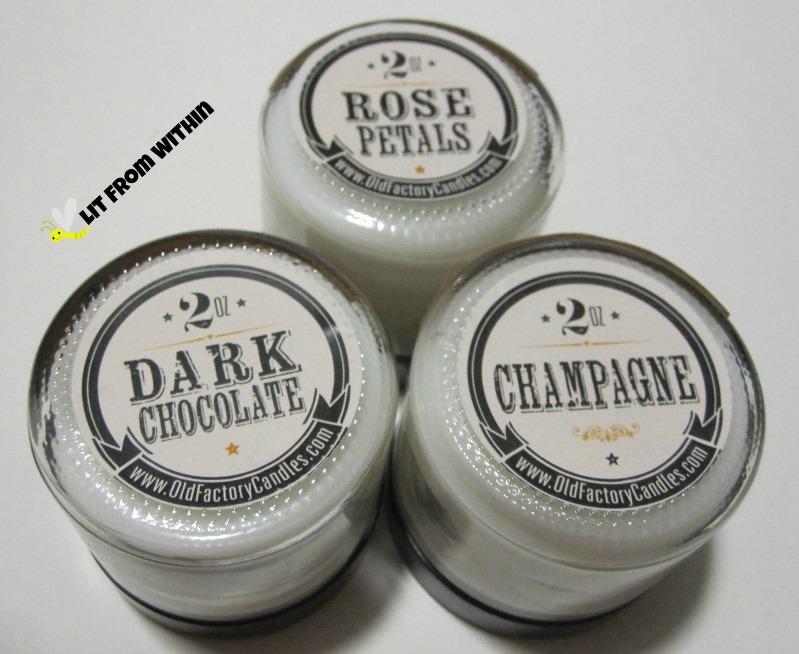 2 OZ
ROSE
PETALS
www.OldFactoryCandles.com
LIT FROM WITHIN
2 OZ
DARK
CHOCOLATE
www.OldFactoryCandles.com
2 OZ
CHAMPAGNE
www.OldFactoryCandles.com